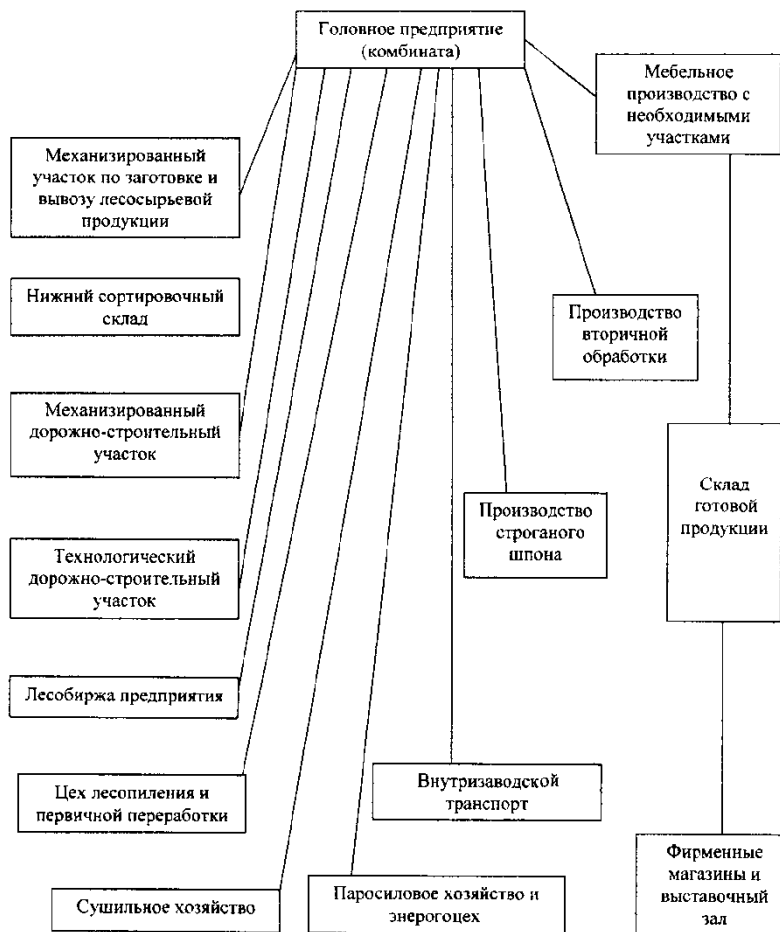 Головное предприятие
(комбината)
Мебельное
производство с
необходимыми
участками
Механизированный
участок по заготовке и
вывозу лесосырьевой
продукции
Нижний сортировочный
склад
Производство
вторичной
обработки
Механизированный
дорожно-строительный
участок
Склад
готовой
продукции
Производство
строганого
шпона
Технологический
дорожно-строительный
участок
Лесобиржа предприятия
Внутризаводской
транспорт
Цех лесопиления и
первичной переработки
Фирменные
магазины и
выставочный
зал
Сушильное хозяйство
Паросиловое хозяйство и
энерогоцех